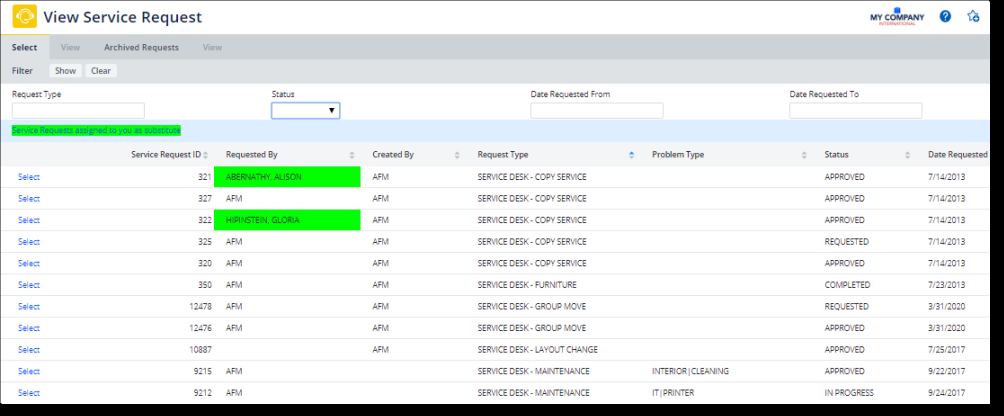 View Service Request
MY COMPANY
INTERNATIONAL
?
Select View Archived Requests View
Filter Show Clear
Request Type Status Date Requested From Date Requested To
Service Requests assigned to you as substitute
Service Request ID Requested By Created By Request Type Problem Type Status Date Requested
Select 321 ABERNATHY, ALISON AFM SERVICE DESK - COPY SERVICE APPROVED 7/14/2013
Select 327 AFM AFM SERVICE DESK - COPY SERVICE APPROVED 7/14/2013
Select 322 HIPINSTEIN, GLORIA AFM SERVICE DESK - COPY SERVICE APPROVED 7/14/2013
Select 325 AFM AFM SERVICE DESK - COPY SERVICE REQUESTED 7/14/2013
Select 320 AFM AFM SERVICE DESK - COPY SERVICE APPROVED 7/14/2013
Select 350 AFM AFM SERVICE DESK - FURNITURE COMPLETED 7/23/2013
Select 12478 AFM AFM SERVICE DESK - GROUP MOVE REQUESTED 3/31/2020
Select 12476 AFM AFM SERVICE DESK - GROUP MOVE APPROVED 3/31/2020
Select 10887 AFM SERVICE DESK - LAYOUT CHANGE APPROVED 7/25/2017
Select 9215 AFM AFM SERVICE DESK - MAINTENANCE INTERIOR|CLEANING APPROVED 9/22/2017
Select 9212 AFM AFM SERVICE DESK - MAINTENANCE IT|PRINTER IN PROGRESS 9/24/2017